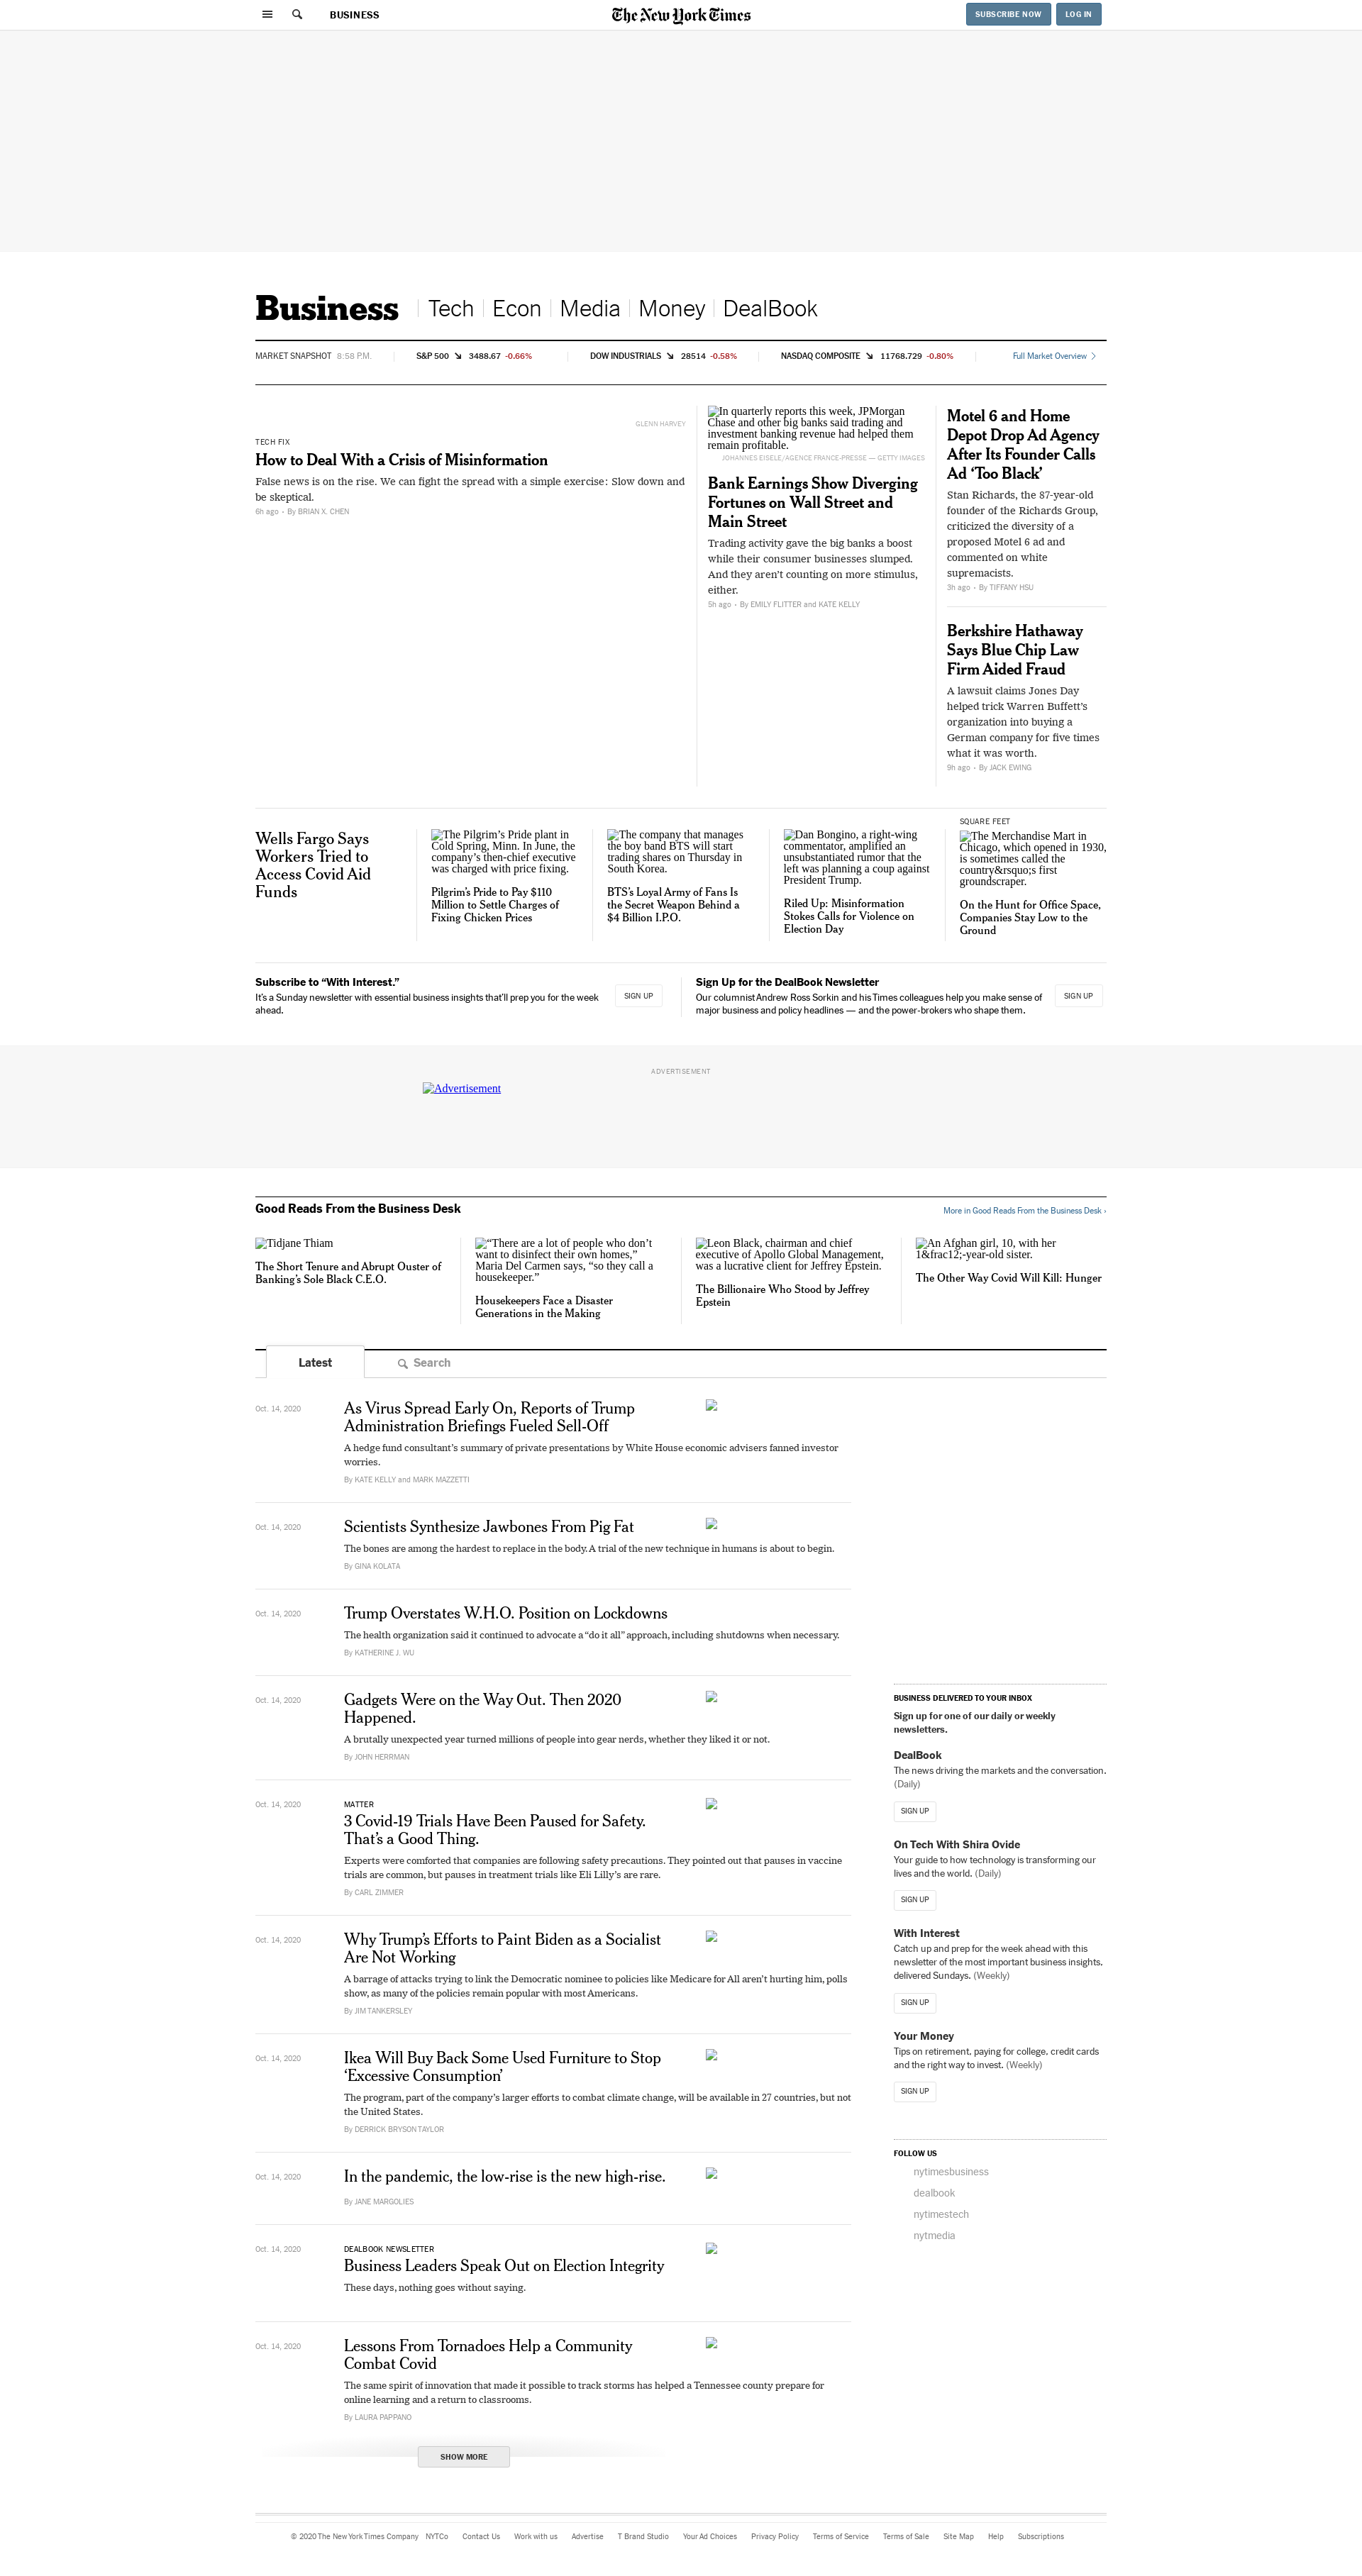 BUSINESS
The New York Times
SUBSCRIBE NOW
LOG IN
Business
Tech
Econ
Media
Money
DealBook
MARKET SNAPSHOT 8:58 P.M.
S&P 500 3488.67 -0.66%
DOW INDUSTRIALS 28514 -0.58%
NASDAQ COMPOSITE 11768.729 -0.80%
Full Market Overview
GLENN HARVEY
TECH FIX
How to Deal With a Crisis of Misinformation
False news is on the rise. We can fight the spread with a simple exercise: Slow down and
be skeptical.
6h ago • By BRIAN X. CHEN
In quarterly reports this week, JPMorgan
Chase and other big banks said trading and
investment banking revenue had helped them
remain profitable.
JOHANNES EISELE/AGENCE FRANCE-PRESSE — GETTY IMAGES
Bank Earnings Show Diverging
Fortunes on Wall Street and
Main Street
Trading activity gave the big banks a boost
while their consumer businesses slumped.
And they aren't counting on more stimulus,
either.
5h ago • By EMILY FLITTER and KATE KELLY
Motel 6 and Home
Depot Drop Ad Agency
After Its Founder Calls
Ad ‘Too Black’
Stan Richards, the 87-year-old
founder of the Richards Group,
criticized the diversity of a
proposed Motel 6 ad and
commented on white
supremacists.
3h ago • By TIFFANY HSU
Berkshire Hathaway
Says Blue Chip Law
Firm Aided Fraud
A lawsuit claims Jones Day
helped trick Warren Buffett’s
organization into buying a
German company for five times
what it was worth.
9h ago • By JACK EWING
Wells Fargo Says
Workers Tried to
Access Covid Aid
Funds
The Pilgrim’s Pride plant in
Cold Spring, Minn. In June, the
company’s then-chief executive
was charged with price fixing.
Pilgrim’s Pride to Pay $110
Million to Settle Charges of
Fixing Chicken Prices
The company that manages
the boy band BTS will start
trading shares on Thursday in
South Korea.
BTS’s Loyal Army of Fans Is
the Secret Weapon Behind a
$4 Billion I.P.O.
Dan Bongino, a right-wing
commentator, amplified an
unsubstantiated rumor that the
left was planning a coup against
President Trump.
Riled Up: Misinformation
Stokes Calls for Violence on
Election Day
SQUARE FEET
The Merchandise Mart in
Chicago, which opened in 1930,
is sometimes called the
country&rsquo;s first
groundscraper.
On the Hunt for Office Space,
Companies Stay Low to the
Ground
Subscribe to “With Interest.”
It’s a Sunday newsletter with essential business insights that’ll prep you for the week
ahead.
SIGN UP
Sign Up for the DealBook Newsletter
Our columnist Andrew Ross Sorkin and his Times colleagues help you make sense of
major business and policy headlines — and the power-brokers who shape them.
SIGN UP
ADVERTISEMENT
Advertisement
Good Reads From the Business Desk
More in Good Reads From the Business Desk ›
Tidjane Thiam
The Short Tenure and Abrupt Ouster of
Banking’s Sole Black C.E.O.
“There are a lot of people who don’t
want to disinfect their own homes,”
Maria Del Carmen says, “so they call a
housekeeper.”
Housekeepers Face a Disaster
Generations in the Making
Leon Black, chairman and chief
executive of Apollo Global Management,
was a lucrative client for Jeffrey Epstein.
The Billionaire Who Stood by Jeffrey
Epstein
An Afghan girl, 10, with her
1&frac12;-year-old sister.
The Other Way Covid Will Kill: Hunger
Latest
Search
Oct. 14, 2020
As Virus Spread Early On, Reports of Trump
Administration Briefings Fueled Sell-Off
A hedge fund consultant’s summary of private presentations by White House economic advisers fanned investor
worries.
By KATE KELLY and MARK MAZZETTI
Oct. 14, 2020
Scientists Synthesize Jawbones From Pig Fat
The bones are among the hardest to replace in the body. A trial of the new technique in humans is about to begin.
By GINA KOLATA
Oct. 14, 2020
Trump Overstates W.H.O. Position on Lockdowns
The health organization said it continued to advocate a “do it all” approach, including shutdowns when necessary.
By KATHERINE J. WU
Oct. 14, 2020
Gadgets Were on the Way Out. Then 2020
Happened.
A brutally unexpected year turned millions of people into gear nerds, whether they liked it or not.
By JOHN HERRMAN
Oct. 14, 2020
MATTER
3 Covid-19 Trials Have Been Paused for Safety.
That’s a Good Thing.
Experts were comforted that companies are following safety precautions. They pointed out that pauses in vaccine
trials are common, but pauses in treatment trials like Eli Lilly’s are rare.
By CARL ZIMMER
Oct. 14, 2020
Why Trump’s Efforts to Paint Biden as a Socialist
Are Not Working
A barrage of attacks trying to link the Democratic nominee to policies like Medicare for All aren’t hurting him, polls
show, as many of the policies remain popular with most Americans.
By JIM TANKERSLEY
Oct. 14, 2020
Ikea Will Buy Back Some Used Furniture to Stop
‘Excessive Consumption’
The program, part of the company’s larger efforts to combat climate change, will be available in 27 countries, but not
the United States.
By DERRICK BRYSON TAYLOR
Oct. 14, 2020
In the pandemic, the low-rise is the new high-rise.
By JANE MARGOLIES
Oct. 14, 2020
DEALBOOK NEWSLETTER
Business Leaders Speak Out on Election Integrity
These days, nothing goes without saying.
Oct. 14, 2020
Lessons From Tornadoes Help a Community
Combat Covid
The same spirit of innovation that made it possible to track storms has helped a Tennessee county prepare for
online learning and a return to classrooms.
By LAURA PAPPANO
SHOW MORE
BUSINESS DELIVERED TO YOUR INBOX
Sign up for one of our daily or weekly
newsletters.
DealBook
The news driving the markets and the conversation.
(Daily)
SIGN UP
On Tech With Shira Ovide
Your guide to how technology is transforming our
lives and the world. (Daily)
SIGN UP
With Interest
Catch up and prep for the week ahead with this
newsletter of the most important business insights,
delivered Sundays. (Weekly)
SIGN UP
Your Money
Tips on retirement, paying for college, credit cards
and the right way to invest. (Weekly)
SIGN UP
FOLLOW US
nytimesbusiness
dealbook
nytimestech
nytmedia
© 2020 The New York Times Company NYTCo Contact Us Work with us Advertise T Brand Studio Your Ad Choices Privacy Policy Terms of Service Terms of Sale Site Map Help Subscriptions